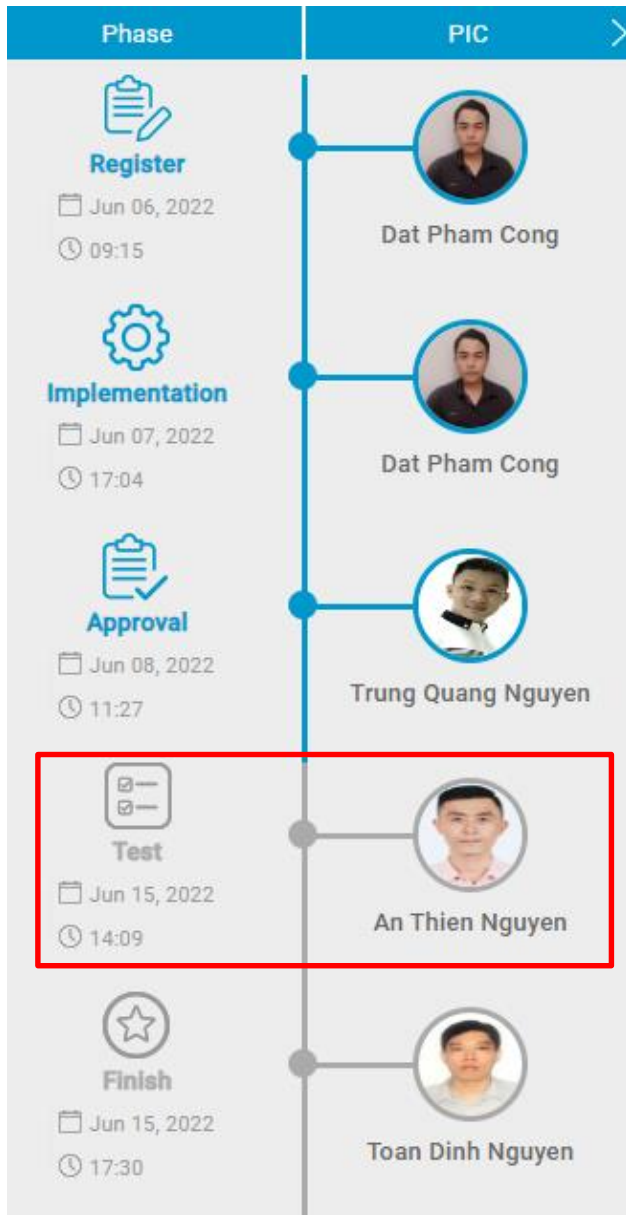 Phase PIC
Register
Jun 06, 2022
09:15
Dat Pham Cong
Implementation
Jun 07, 2022
17:04
Dat Pham Cong
Approval
Jun 08, 2022
11:27
Trung Quang Nguyen
Test
Jun 15, 2022
14:09
An Thien Nguyen
Finish
Jun 15, 2022
17:30
Toan Dinh Nguyen